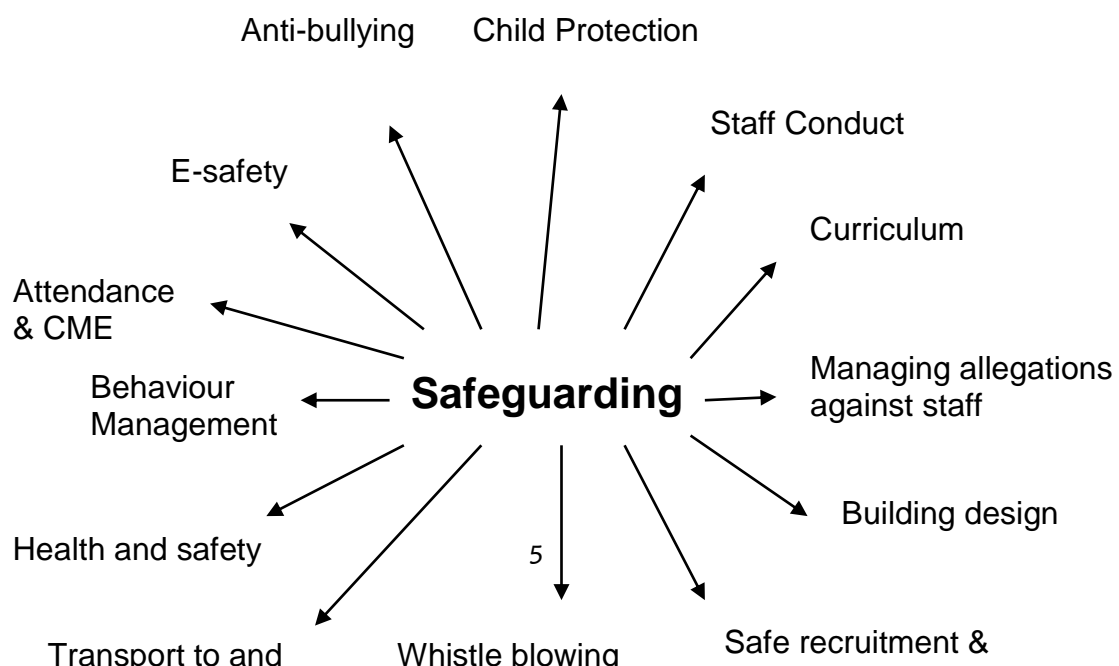 Anti-bullying
Child Protection
Staff Conduct
E-safety
Curriculum
Attendance
& CME
Managing allegations
against staff
Behaviour
Management
Safeguarding
Building design
Health and safety
5
Transport to and
Whistle blowing
Safe recruitment &